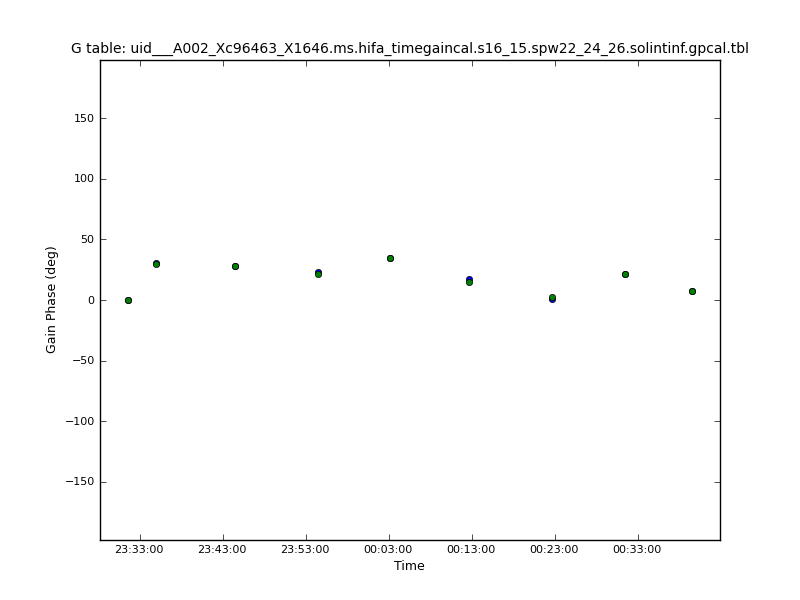 G table: uid___A002_Xc96463_X1646.ms.hifa_timegaincal.s16_15.spw22_24_26.solintinf.gpcal.tbl
150
100
50
0
−50
−100
−150
Gain Phase (deg)
23:33:00 23:43:00 23:53:00 00:03:00 00:13:00 00:23:00 00:33:00
Time